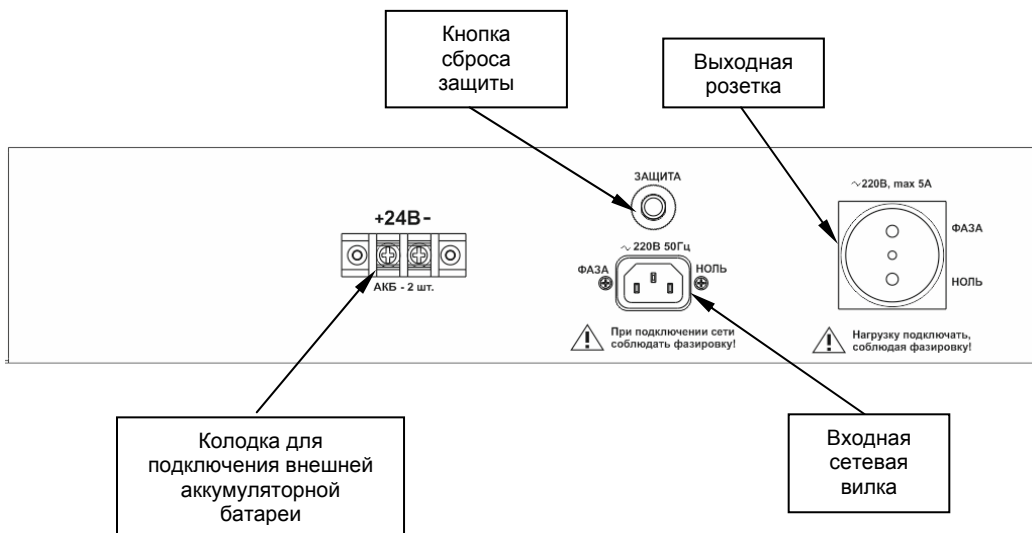 Кнопка
сброса
защиты
Выходная
розетка
ЗАЩИТА
~220В, max 5А
+24В-
ФАЗА
~ 220В 50Гц
ФАЗА
НОЛЬ
НОЛЬ
АКБ - 2 шт.
При подключении сети
соблюдать фазировку!
Нагрузку подключать,
соблюдая фазировку!
Колодка для
подключения внешней
аккумуляторной
батареи
Входная
сетевая
вилка